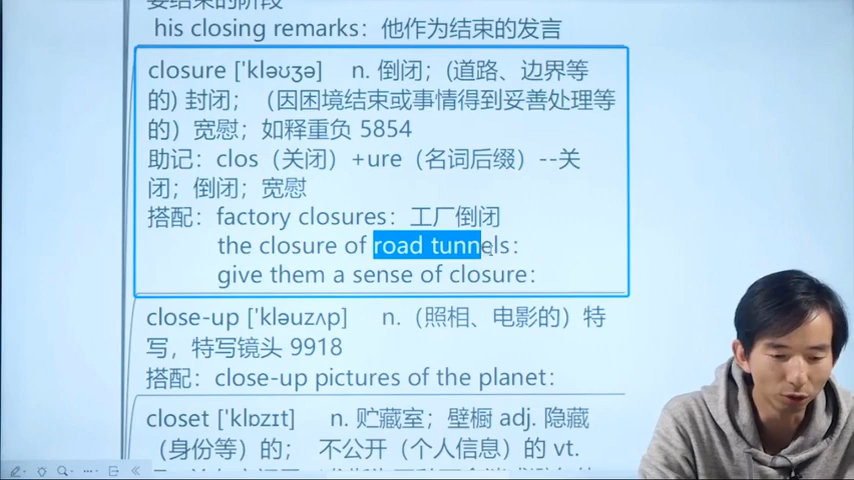 要结束的阶段
his closing remarks：他作为结束的发言
closure [ˈkləʊʒə] n. 倒闭；(道路、边界等
的) 封闭；（因困境结束或事情得到妥善处理等
的）宽慰；如释重负 5854
助记：clos（关闭）+ure（名词后缀）--关
闭；倒闭；宽慰
搭配：factory closures：工厂倒闭
the closure of road tunnels：
give them a sense of closure：
close-up [ˈkləuzʌp] n.（照相、电影的）特
写，特写镜头 9918
搭配：close-up pictures of the planet：
closet [ˈklɒzɪt] n. 贮藏室；壁橱 adj. 隐藏
（身份等）的； 不公开（个人信息）的 vt.